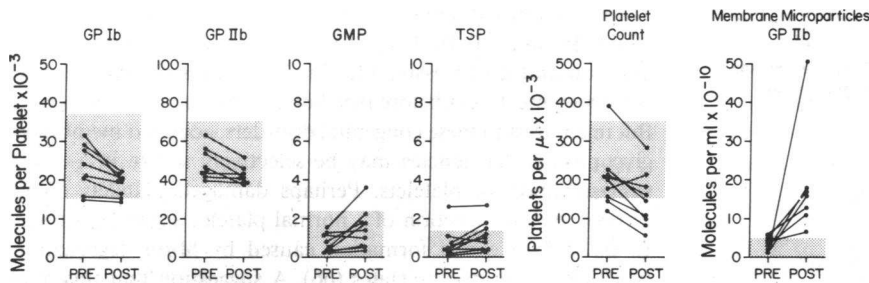 GP Ib
GP IIb
GMP
TSP
Platelet
Count
Membrane Microparticles
GP IIb
Molecules per Platelet x10⁻³
50
40
30
20
10
0
PRE POST
100
80
60
40
20
0
PRE POST
10
8
6
4
2
0
PRE POST
10
8
6
4
2
0
PRE POST
Platelets per μl x 10⁻³
500
400
300
200
100
0
PRE POST
Molecules per ml x 10⁻¹⁰
50
40
30
20
10
0
PRE POST